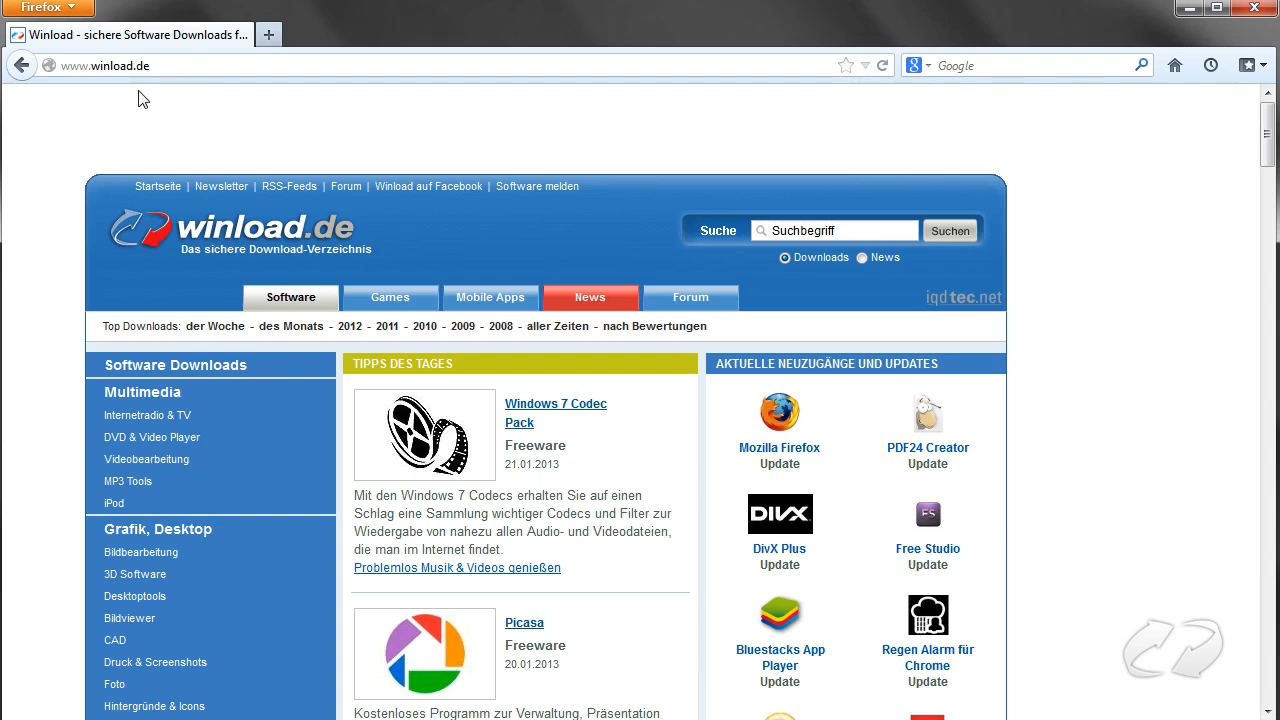 Firefox
Winload - sichere Software Downloads f...
www.winload.de
Google
Startseite | Newsletter | RSS-Feeds | Forum | Winload auf Facebook | Software melden
winload.de
Das sichere Download-Verzeichnis
Suche
Suchbegriff
Suchen
Downloads
News
Software
Games
Mobile Apps
News
Forum
iqdtec.net
Top Downloads: der Woche - des Monats - 2012 - 2011 - 2010 - 2009 - 2008 - aller Zeiten - nach Bewertungen
Software Downloads
Multimedia
Internetradio & TV
DVD & Video Player
Videobearbeitung
MP3 Tools
iPod
Grafik, Desktop
Bildbearbeitung
3D Software
Desktoptools
Bildviewer
CAD
Druck & Screenshots
Foto
Hintergründe & Icons
TIPPS DES TAGES
Windows 7 Codec
Pack
Freeware
21.01.2013
Mit den Windows 7 Codecs erhalten Sie auf einen
Schlag eine Sammlung wichtiger Codecs und Filter zur
Wiedergabe von nahezu allen Audio- und Videodateien,
die man im Internet findet.
Problemlos Musik & Videos genießen
Picasa
Freeware
20.01.2013
Kostenloses Programm zur Verwaltung, Präsentation
AKTUELLE NEUZUGÄNGE UND UPDATES
Mozilla Firefox
Update
PDF24 Creator
Update
DIVX
DivX Plus
Update
FS
Free Studio
Update
Bluestacks App
Player
Update
Regen Alarm für
Chrome
Update